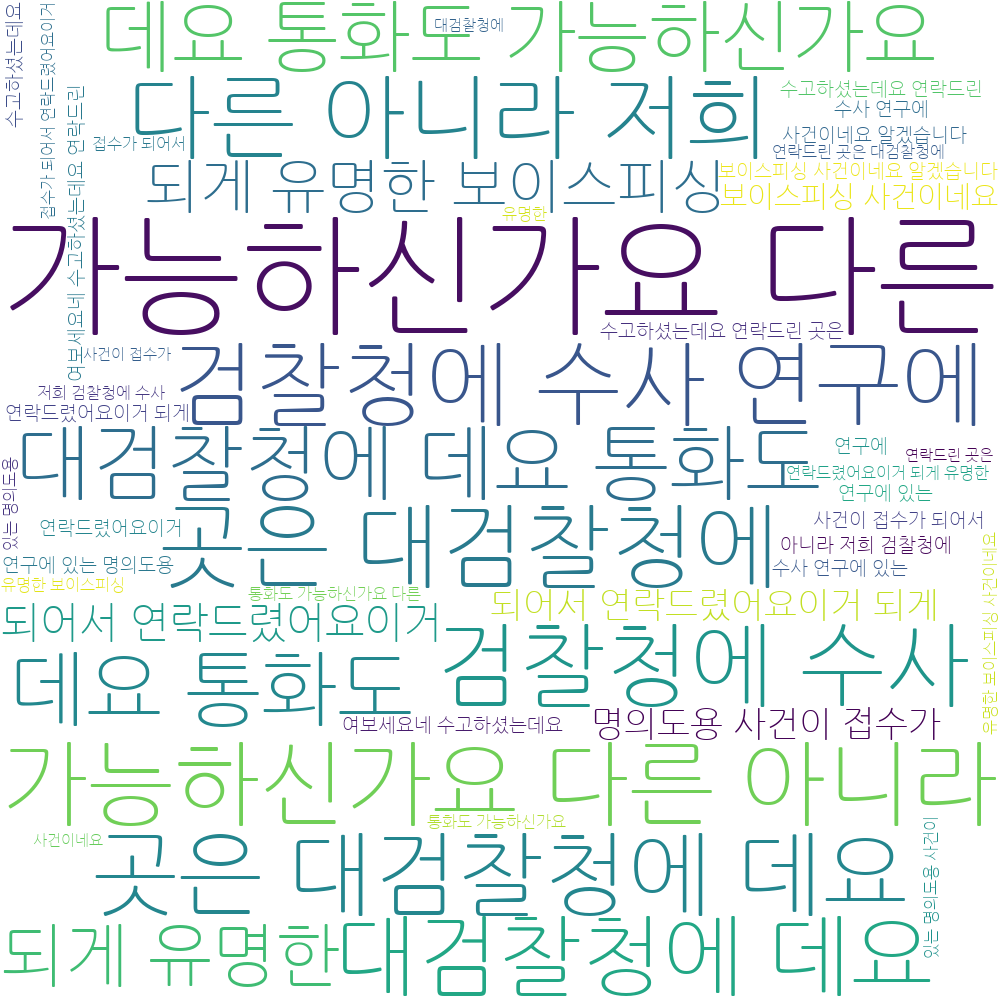 수고하셨는데요
접수가 되어서 연락드렸어요이거
데요 통화도 가능하신가요
대검찰청에
여보세요네 수고하셨는데요 연락드린
다른 아니라 저희
수고하셨는데요 연락드린
수사 연구에
사건이네요 알겠습니다
접수가 되어서
연락드린 곳은 대검찰청에
되게 유명한 보이스피싱
보이스피싱 사건이네요 알겠습니다
보이스피싱 사건이네요
유명한
가능하신가요 다른
수고하셨는데요 연락드린 곳은
사건이 접수가
검찰청에 수사 연구에
저희 검찰청에 수사
연락드렸어요이거 되게
대검찰청에 데요 통화도
연구에
연락드린 곳은
연락드렸어요이거 되게 유명한
연구에 있는
있는 명의도용
곳은 대검찰청에
사건이 접수가 되어서
연락드렸어요이거
아니라 저희 검찰청에
연구에 있는 명의도용
수사 연구에 있는
유명한 보이스피싱
통화도 가능하신가요 다른
되어서 연락드렸어요이거 되게
유명한 보이스피싱 사건이네요
되어서 연락드렸어요이거
검찰청에 수사
데요 통화도
여보세요네 수고하셨는데요
명의도용 사건이 접수가
가능하신가요 다른 아니라
통화도 가능하신가요
사건이네요
곳은 대검찰청에 데요
있는 명의도용 사건이
되게 유명한
대검찰청에 데요